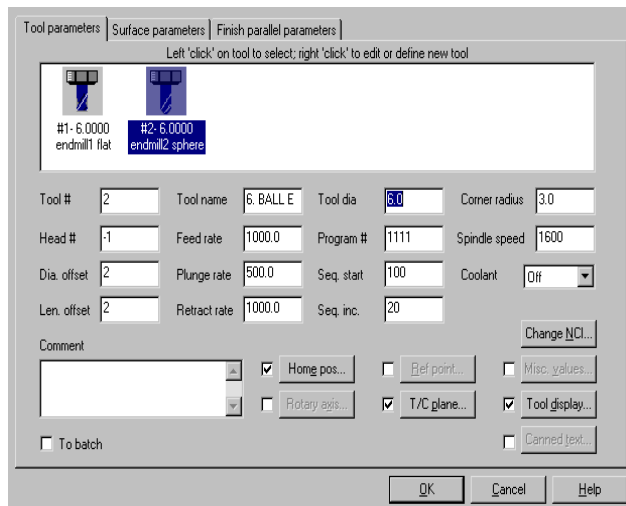 Tool parameters Surface parameters Finish parallel parameters
Left 'click' on tool to select; right 'click' to edit or define new tool
#1- 6.0000 #2- 6.0000
endmill1 flat endmill2 sphere
Tool # 2 Tool name 6. BALL E Tool dia 6.0 Corner radius 3.0
Head # -1 Feed rate 1000.0 Program # 1111 Spindle speed 1600
Dia. offset 2 Plunge rate 500.0 Seq. start 100 Coolant Off
Len. offset 2 Retract rate 1000.0 Seq. inc. 20
Change NCI...
Comment
Home pos... Ref point... Misc. values...
Rotary axis... T/C plane... Tool display...
To batch Canned text...
OK Cancel Help